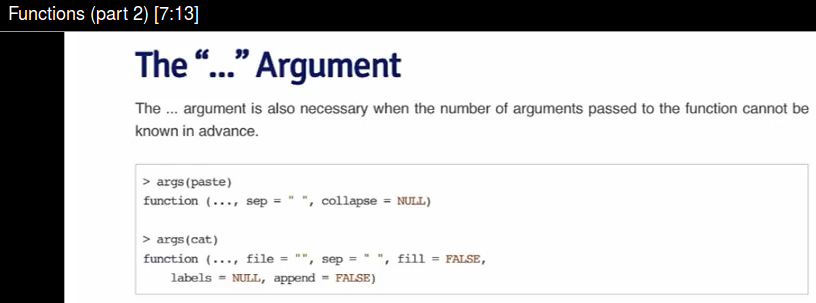 Functions (part 2) [7:13]
The “...” Argument
The ... argument is also necessary when the number of arguments passed to the function cannot be
known in advance.
> args(paste)
function (..., sep = " ", collapse = NULL)
> args(cat)
function (..., file = "", sep = " ", fill = FALSE,
labels = NULL, append = FALSE)